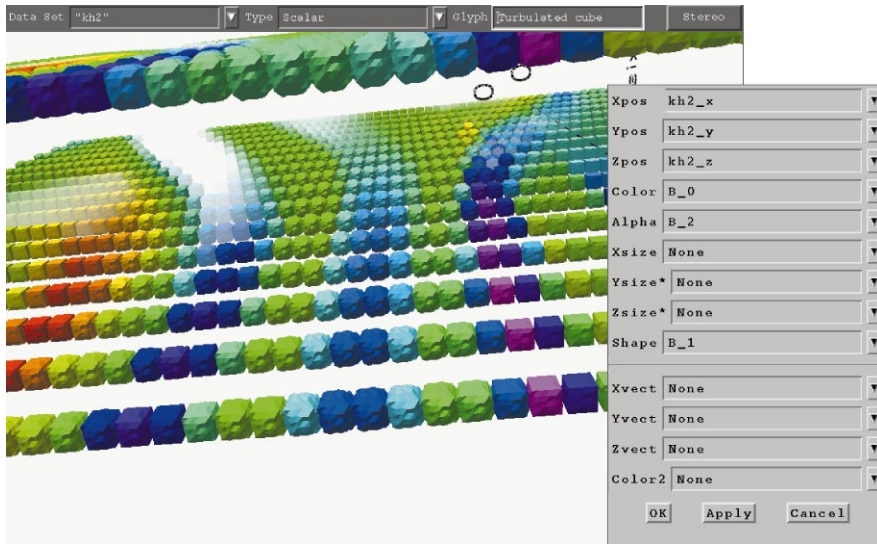 Data Set "kh2" Type Scalar Glyph Turbulated cube Stereo
Xpos kh2_x
Ypos kh2_y
Zpos kh2_z
Color B_0
Alpha B_2
Xsize None
Ysize* None
Zsize* None
Shape B_1
Xvect None
Yvect None
Zvect None
Color2 None
OK Apply Cancel